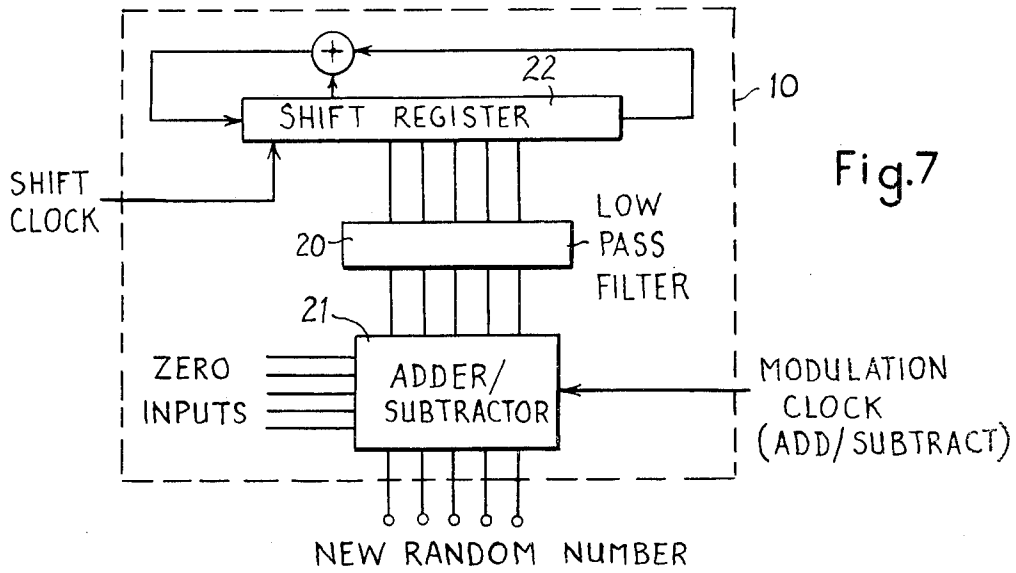 22
SHIFT REGISTER
10
Fig.7
SHIFT
CLOCK
20
LOW
PASS
FILTER
21
ZERO
INPUTS
ADDER/
SUBTRACTOR
MODULATION
CLOCK
(ADD/SUBTRACT)
NEW RANDOM NUMBER